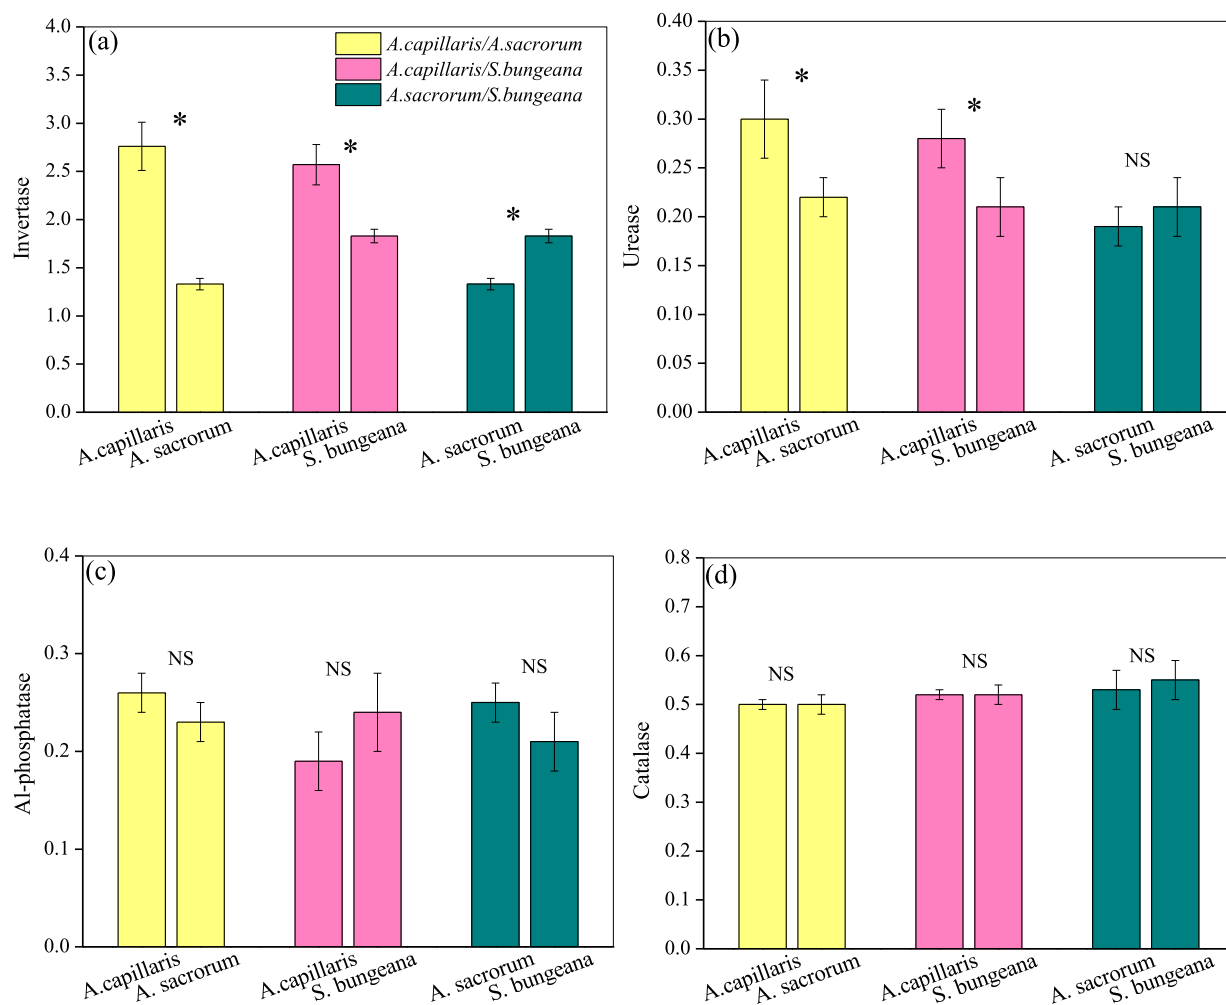 (a)
A.capillaris/A.sacrorum
A.capillaris/S.bungeana
A.sacrorum/S.bungeana
4.0
3.5
3.0
2.5
2.0
1.5
1.0
0.5
0.0
Invertase
*
*
*
A.capillaris
A. sacrorum
A.capillaris
S. bungeana
A. sacrorum
S. bungeana
(b)
0.40
0.35
0.30
0.25
0.20
0.15
0.10
0.05
0.00
Urease
*
*
NS
A.capillaris
A. sacrorum
A.capillaris
S. bungeana
A. sacrorum
S. bungeana
(c)
0.4
0.3
0.2
0.1
0.0
Al-phosphatase
NS
NS
NS
A.capillaris
A. sacrorum
A.capillaris
S. bungeana
A. sacrorum
S. bungeana
(d)
0.8
0.7
0.6
0.5
0.4
0.3
0.2
0.1
0.0
Catalase
NS
NS
NS
A.capillaris
A. sacrorum
A.capillaris
S. bungeana
A. sacrorum
S. bungeana